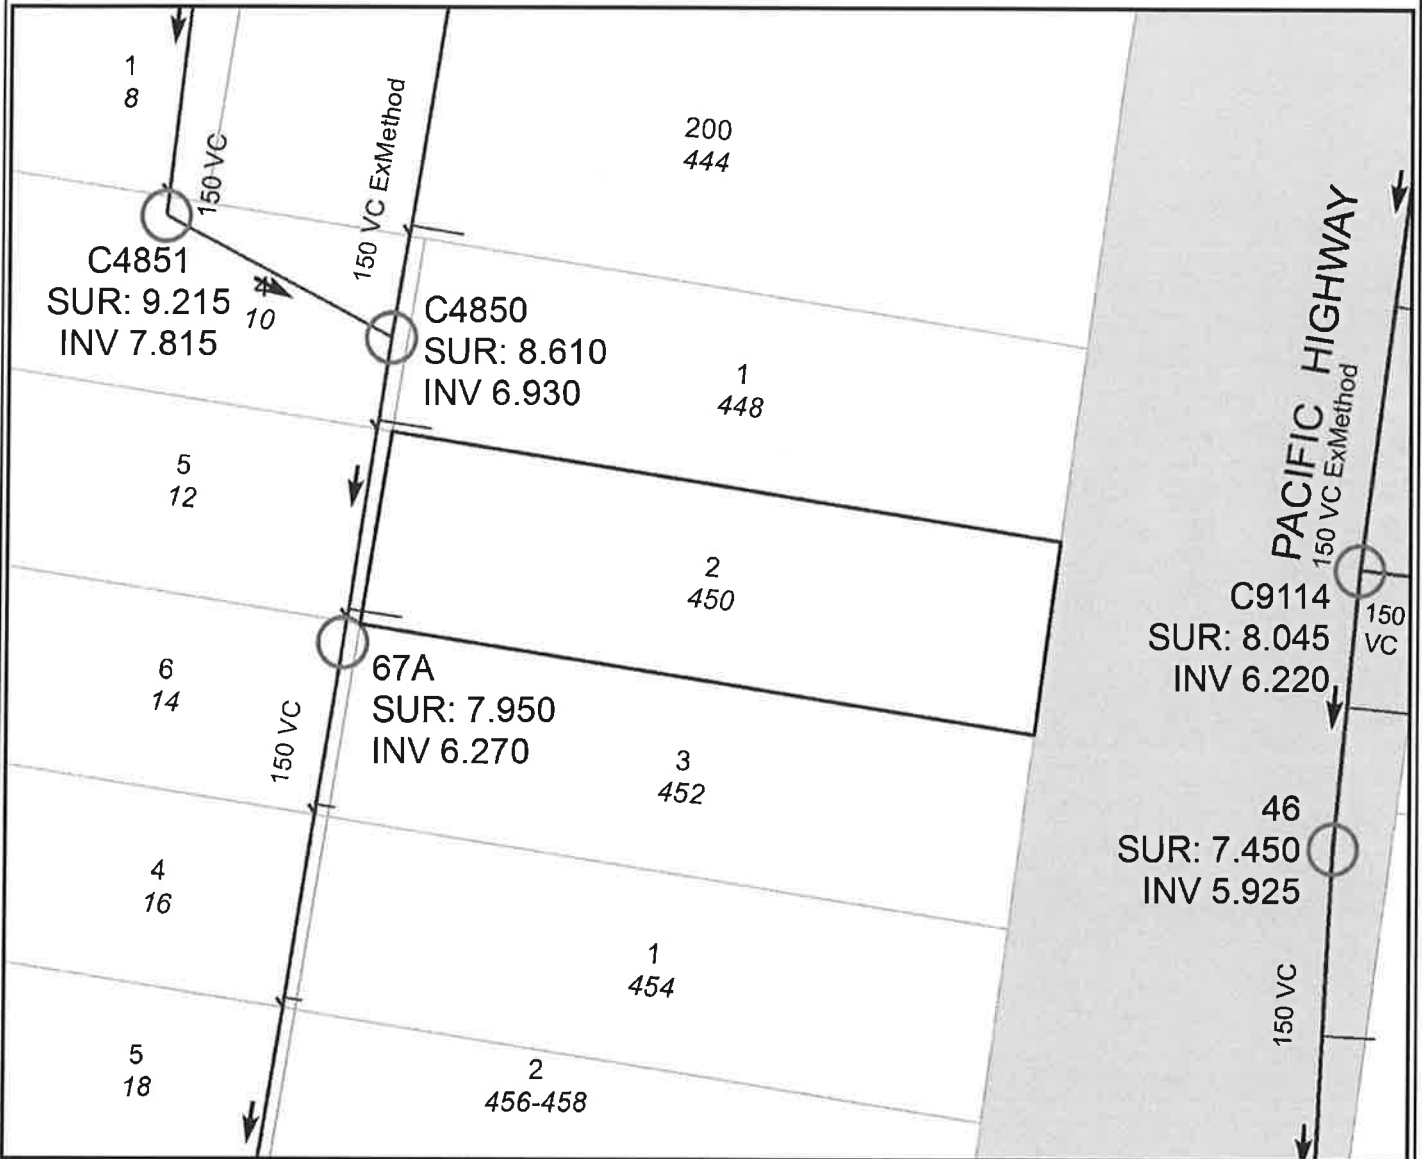 1
8
150 VC
150 VC ExMethod
200
444
C4851
SUR: 9.215
INV 7.815
4
10
C4850
SUR: 8.610
INV 6.930
1
448
PACIFIC HIGHWAY
150 VC ExMethod
5
12
2
450
C9114
SUR: 8.045
INV 6.220
150
VC
6
14
67A
SUR: 7.950
INV 6.270
150 VC
3
452
46
SUR: 7.450
INV 5.925
4
16
1
454
150 VC
5
18
2
456-458